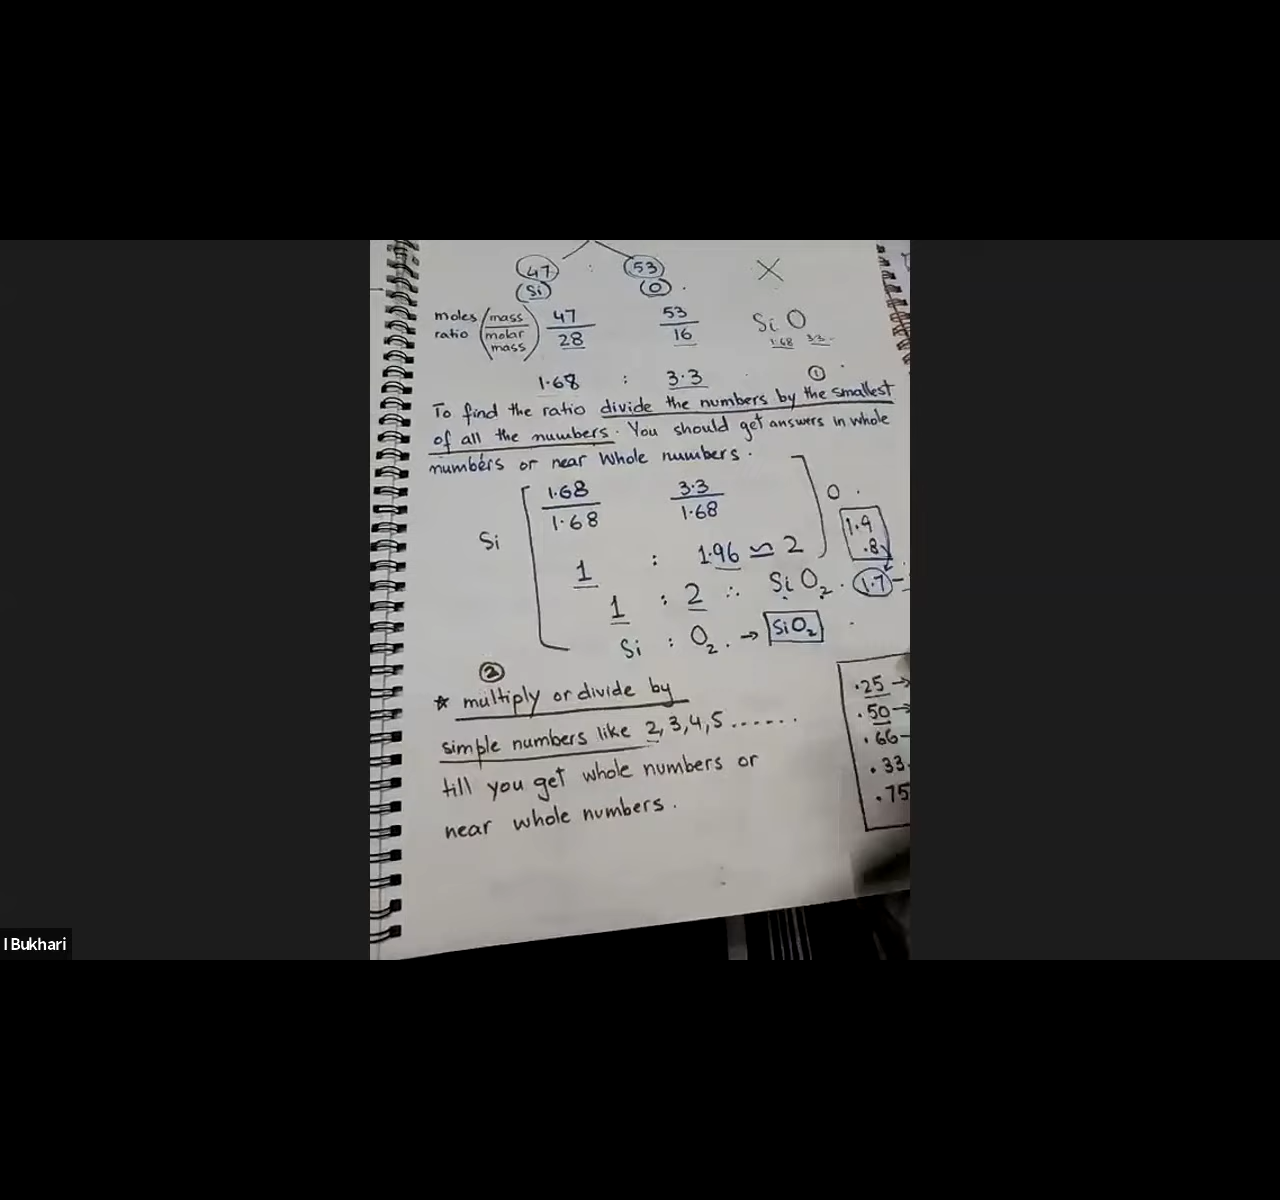 47 : 53 X
Si O
moles ratio (mass / molar mass) 47/28 53/16 SiO
1.68 3.3
1.68 : 3.3 ①
To find the ratio divide the numbers by the smallest
of all the numbers. You should get answers in whole
numbers or near whole numbers.
1.68/1.68 3.3/1.68 O
Si 1.9
.8
1 : 1.96 ≃ 2
1 : 2 ∴ SiO₂. 1.7
Si : O₂. → SiO₂
②
* multiply or divide by
simple numbers like 2, 3, 4, 5 ......
till you get whole numbers or
near whole numbers.
.25 →
.50 →
.66
.33
.75
I Bukhari